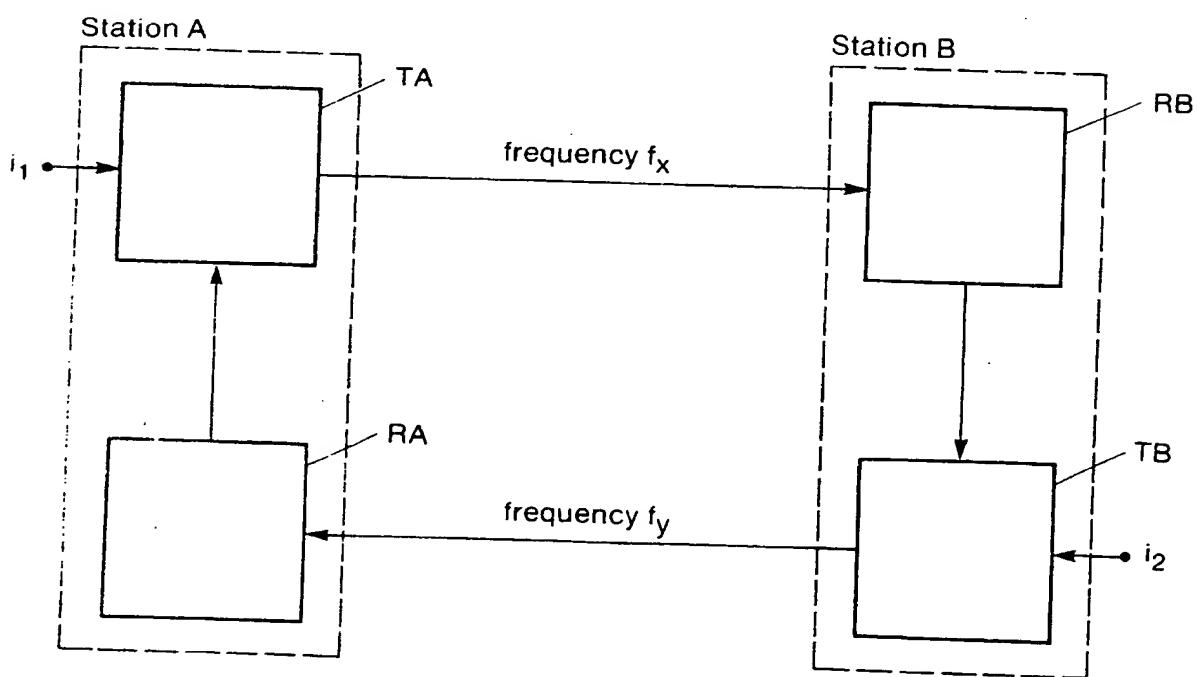 Station A
TA
i1
frequency fx
Station B
RB
RA
frequency fy
TB
i2